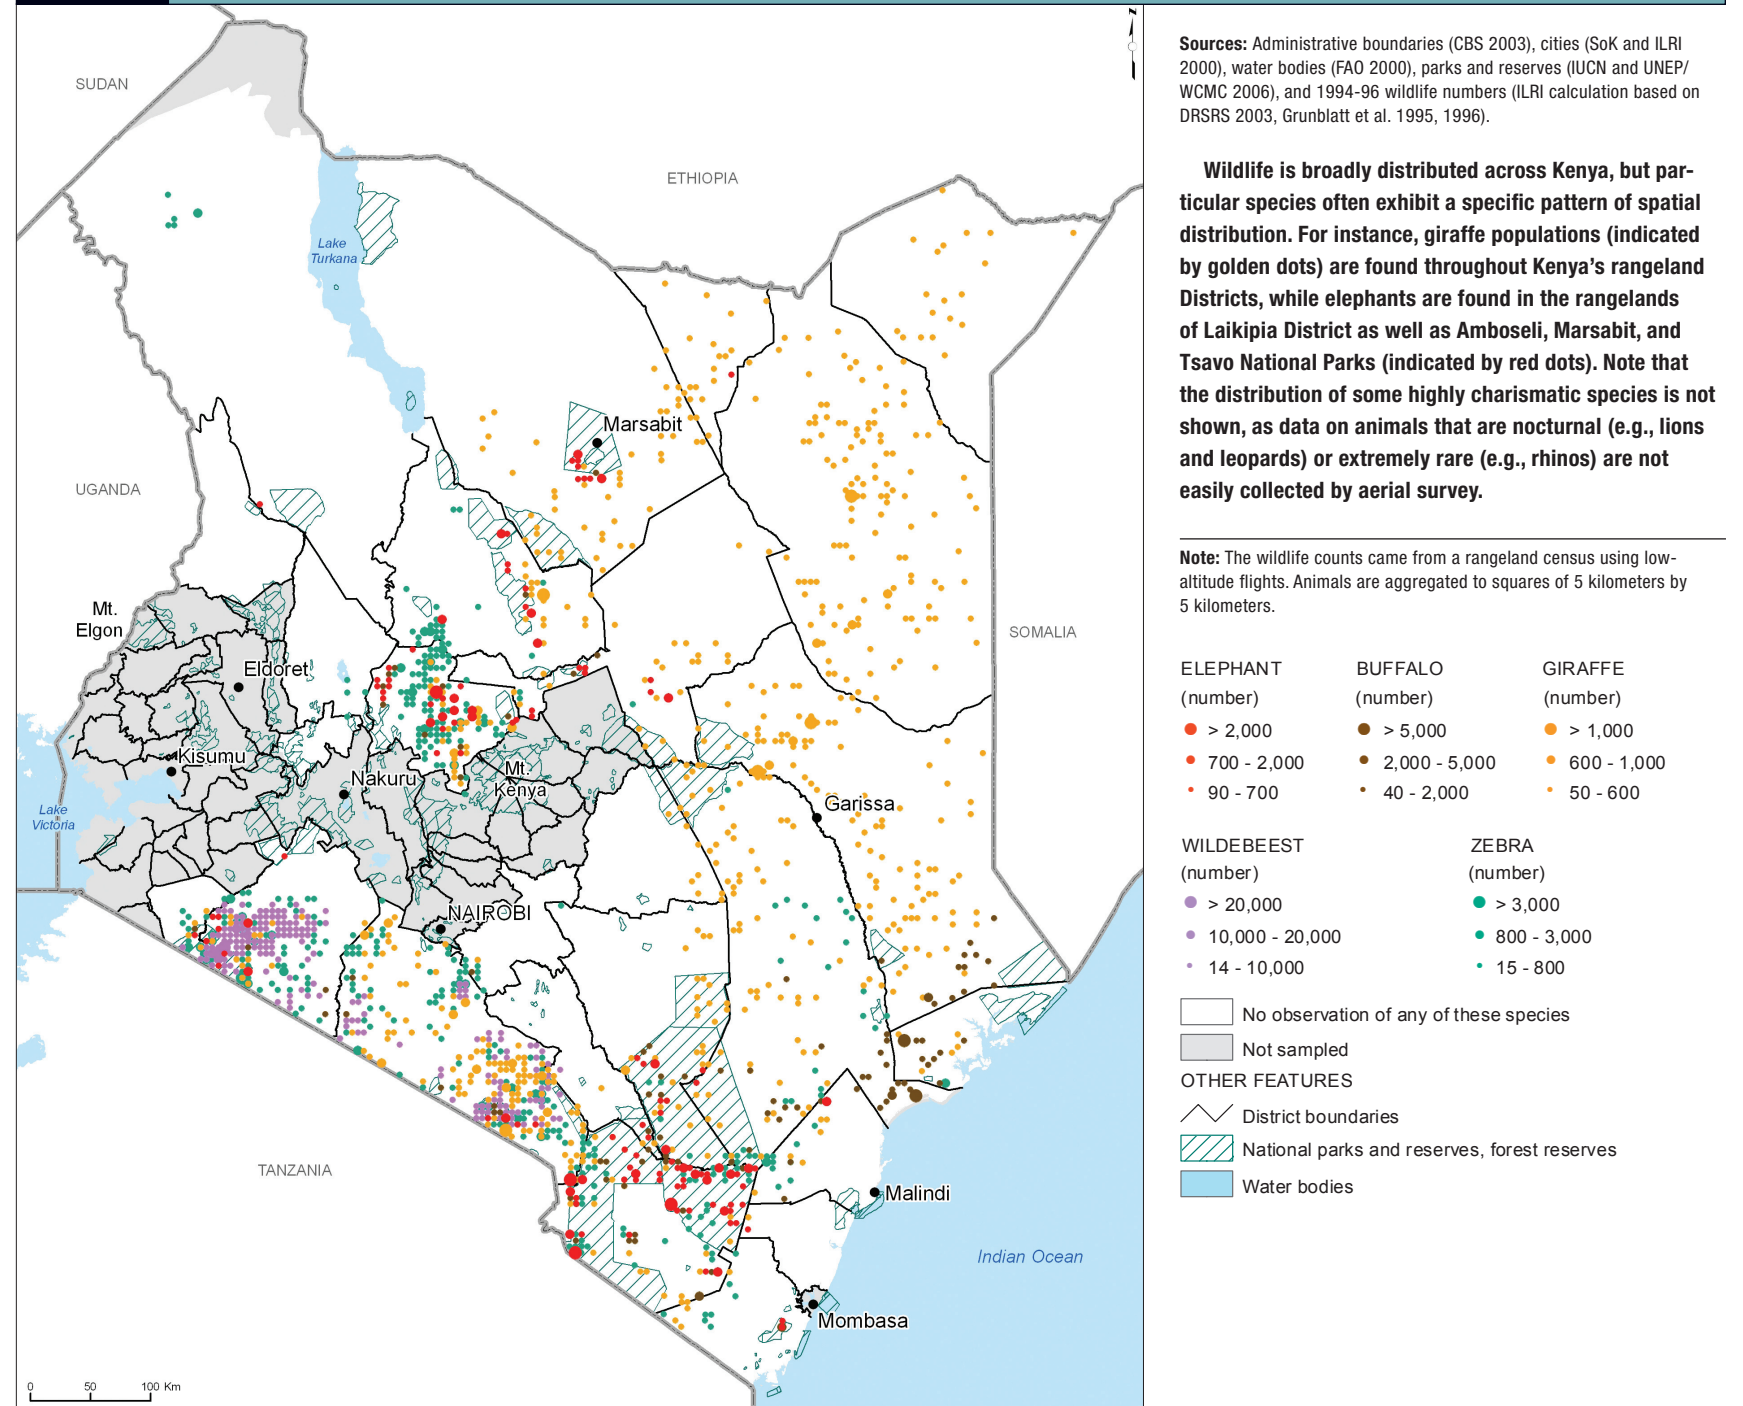 SUDAN
ETHIOPIA
UGANDA
SOMALIA
TANZANIA
Lake
Turkana
Marsabit
Mt.
Elgon
Eldoret
Kisumu
Nakuru
Mt.
Kenya
Lake
Victoria
Garissa
NAIROBI
Malindi
Indian Ocean
Mombasa
0 50 100 Km
Sources: Administrative boundaries (CBS 2003), cities (SoK and ILRI
2000), water bodies (FAO 2000), parks and reserves (IUCN and UNEP/
WCMC 2006), and 1994-96 wildlife numbers (ILRI calculation based on
DRSRS 2003, Grunblatt et al. 1995, 1996).
Wildlife is broadly distributed across Kenya, but par-
ticular species often exhibit a specific pattern of spatial
distribution. For instance, giraffe populations (indicated
by golden dots) are found throughout Kenya's rangeland
Districts, while elephants are found in the rangelands
of Laikipia District as well as Amboseli, Marsabit, and
Tsavo National Parks (indicated by red dots). Note that
the distribution of some highly charismatic species is not
shown, as data on animals that are nocturnal (e.g., lions
and leopards) or extremely rare (e.g., rhinos) are not
easily collected by aerial survey.
Note: The wildlife counts came from a rangeland census using low-
altitude flights. Animals are aggregated to squares of 5 kilometers by
5 kilometers.
ELEPHANT
(number)
> 2,000
700 - 2,000
90 - 700
BUFFALO
(number)
> 5,000
2,000 - 5,000
40 - 2,000
GIRAFFE
(number)
> 1,000
600 - 1,000
50 - 600
WILDEBEEST
(number)
> 20,000
10,000 - 20,000
14 - 10,000
ZEBRA
(number)
> 3,000
800 - 3,000
15 - 800
No observation of any of these species
Not sampled
OTHER FEATURES
District boundaries
National parks and reserves, forest reserves
Water bodies